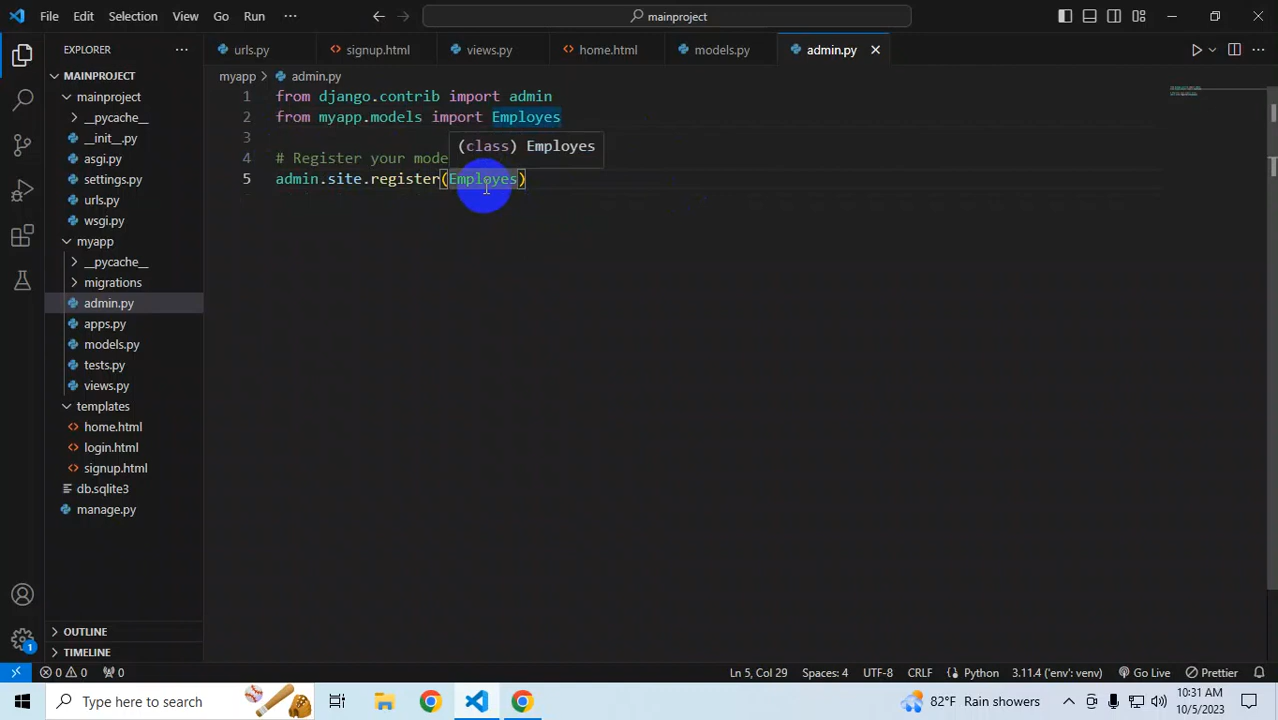 File Edit Selection View Go Run ··· mainproject
EXPLORER ···
urls.py signup.html views.py home.html models.py admin.py
MAINPROJECT
mainproject
__pycache__
__init__.py
asgi.py
settings.py
urls.py
wsgi.py
myapp
__pycache__
migrations
admin.py
apps.py
models.py
tests.py
views.py
templates
home.html
login.html
signup.html
db.sqlite3
manage.py
OUTLINE
TIMELINE
myapp > admin.py
1 from django.contrib import admin
2 from myapp.models import Employes
3
(class) Employes
4 # Register your mode
5 admin.site.register(Employes)
1
0 0 0 Ln 5, Col 29 Spaces: 4 UTF-8 CRLF Python 3.11.4 ('env': venv) Go Live Prettier
Type here to search 82°F Rain showers 10:31 AM
10/5/2023